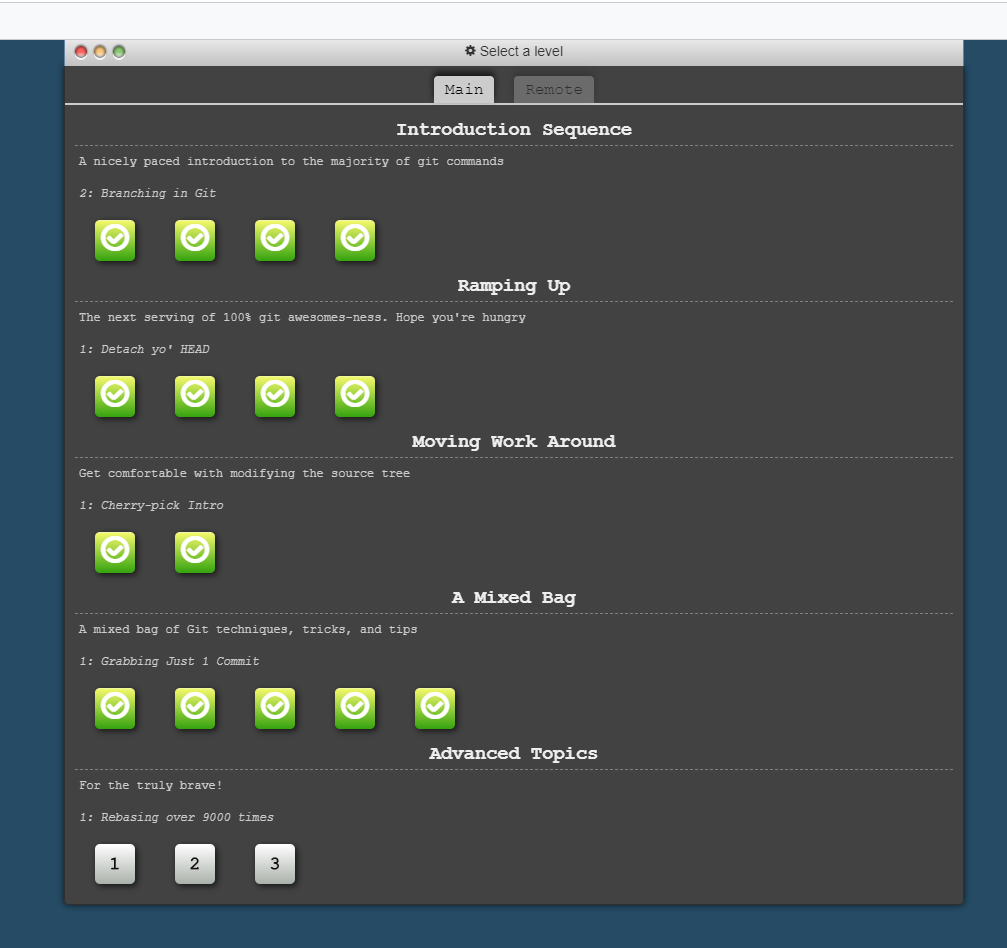 Select a level
Main Remote
Introduction Sequence
A nicely paced introduction to the majority of git commands
2: Branching in Git
Ramping Up
The next serving of 100% git awesomes-ness. Hope you're hungry
1: Detach yo' HEAD
Moving Work Around
Get comfortable with modifying the source tree
1: Cherry-pick Intro
A Mixed Bag
A mixed bag of Git techniques, tricks, and tips
1: Grabbing Just 1 Commit
Advanced Topics
For the truly brave!
1: Rebasing over 9000 times
1 2 3